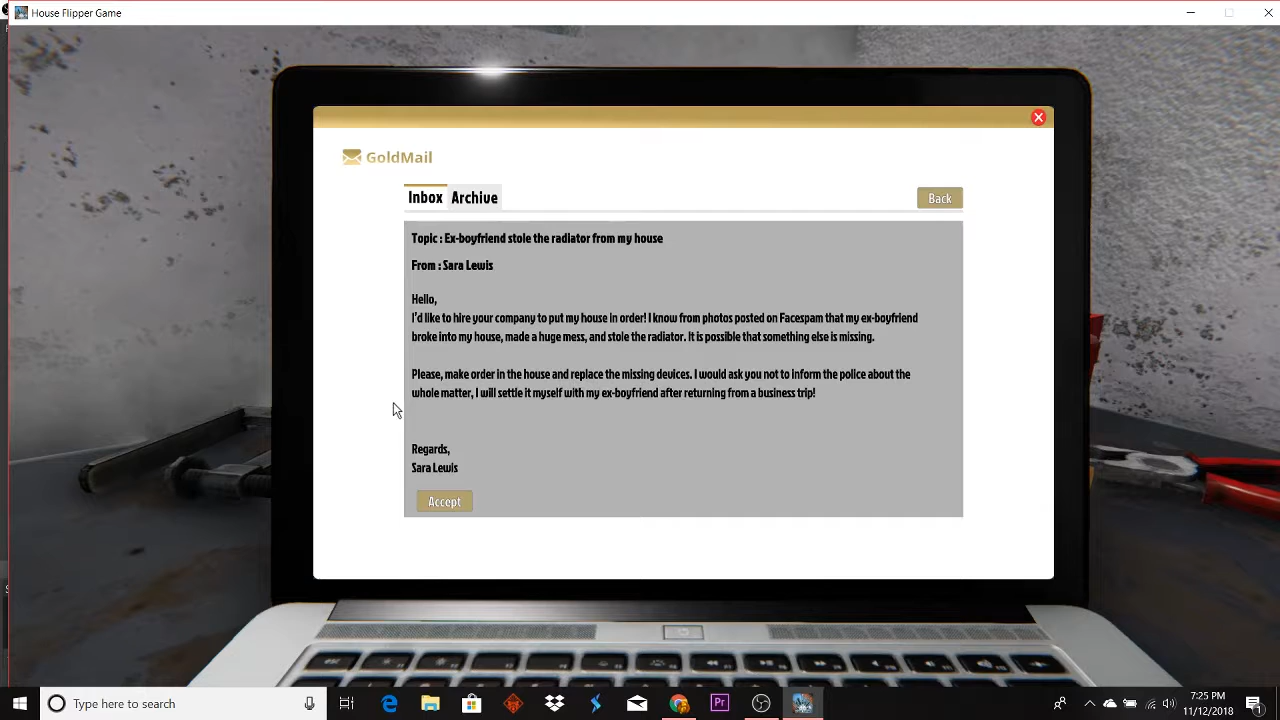 House Flipper Game
GoldMail
Inbox Archive
Back
Topic : Ex-boyfriend stole the radiator from my house
From : Sara Lewis
Hello,
I'd like to hire your company to put my house in order! I know from photos posted on Facespam that my ex-boyfriend
broke into my house, made a huge mess, and stole the radiator. It is possible that something else is missing.
Please, make order in the house and replace the missing devices. I would ask you not to inform the police about the
whole matter, I will settle it myself with my ex-boyfriend after returning from a business trip!
Regards,
Sara Lewis
Accept
esc
Type here to search
Pr
7:25 PM
11/12/2018